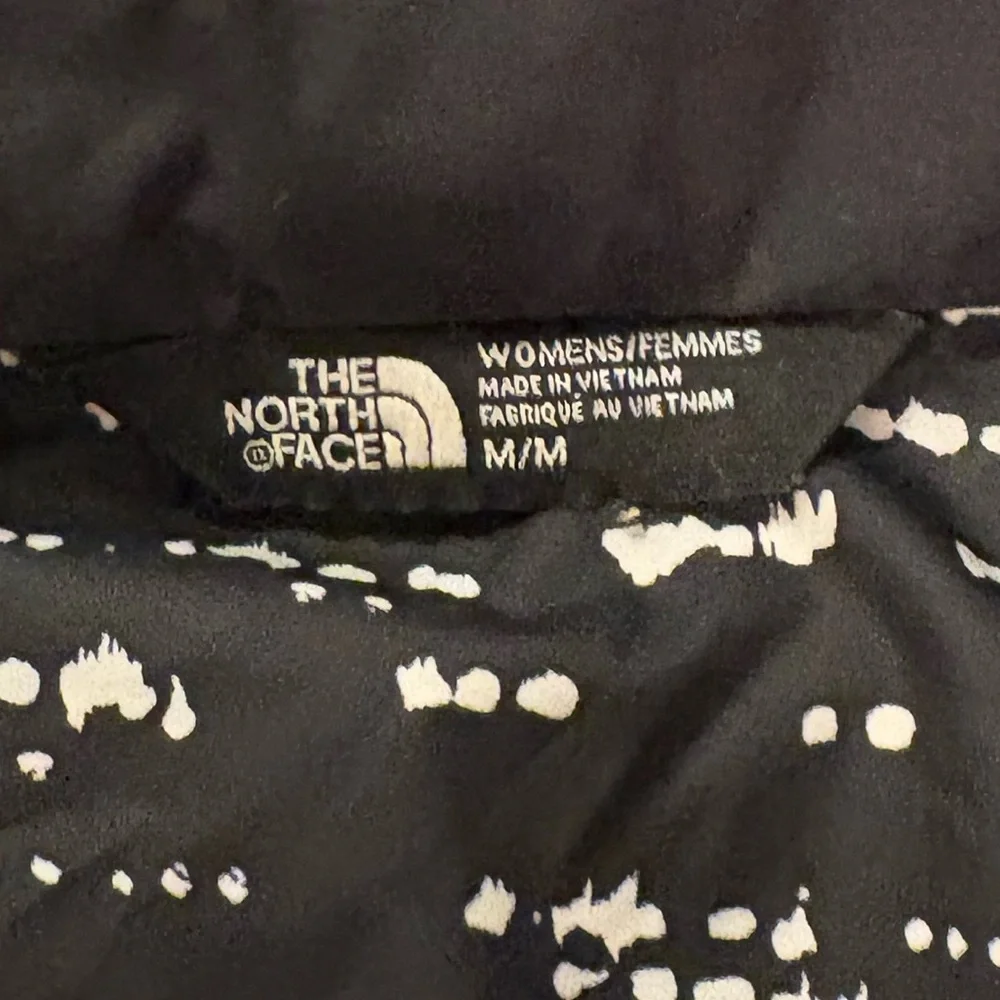 THE
NORTH
®FACE
WOMENS/FEMMES
MADE IN VIETNAM
FABRIQUÉ AU VIETNAM
M/M